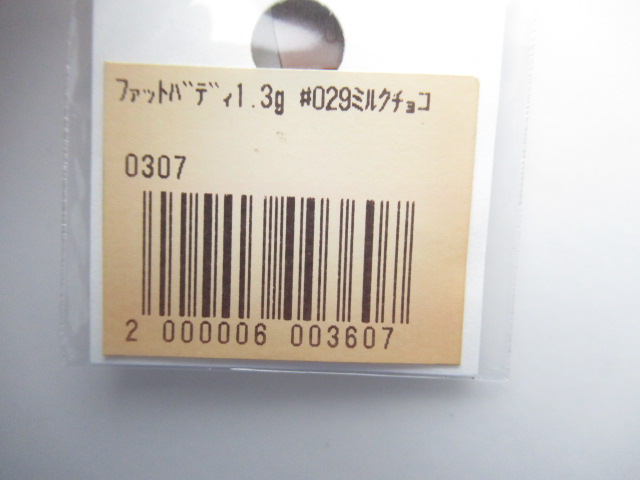 ﾌｧｯﾄﾊﾞﾃﾞｨ1.3g #029ﾐﾙｸﾁｮｺ
0307
2 000006 003607